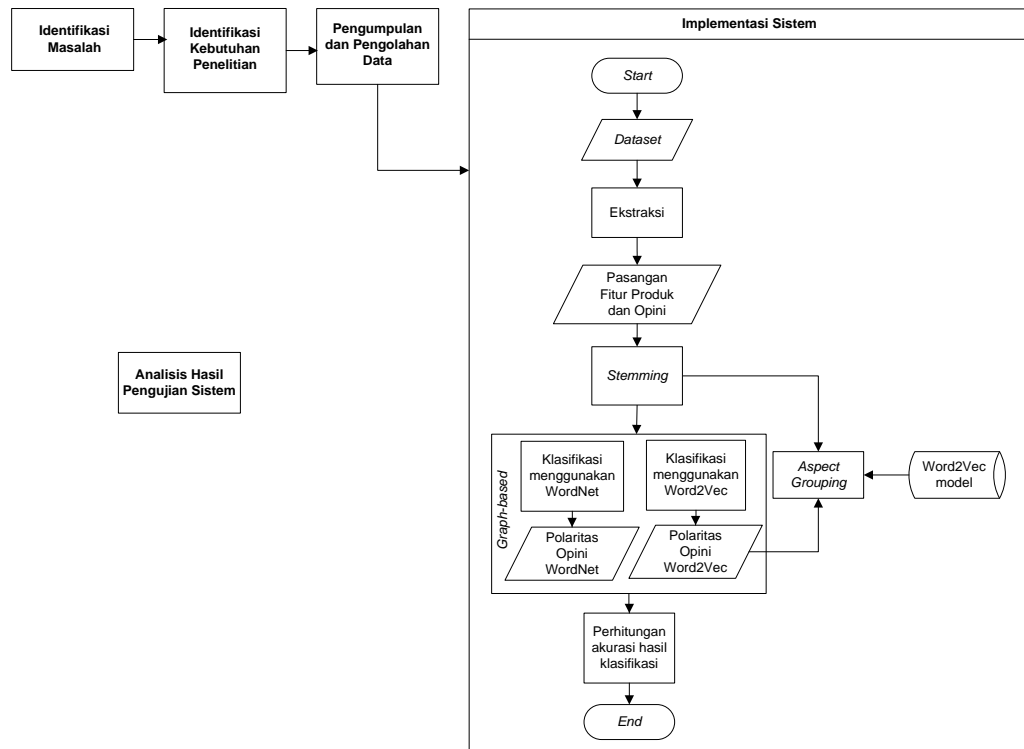 Identifikasi
Masalah
Identifikasi
Kebutuhan
Penelitian
Pengumpulan
dan Pengolahan
Data
Implementasi Sistem
Start
Dataset
Ekstraksi
Pasangan
Fitur Produk
dan Opini
Analisis Hasil
Pengujian Sistem
Stemming
Graph-based
Klasifikasi
menggunakan
WordNet
Klasifikasi
menggunakan
Word2Vec
Aspect
Grouping
Word2Vec
model
Polaritas
Opini
WordNet
Polaritas
Opini
Word2Vec
Perhitungan
akurasi hasil
klasifikasi
End